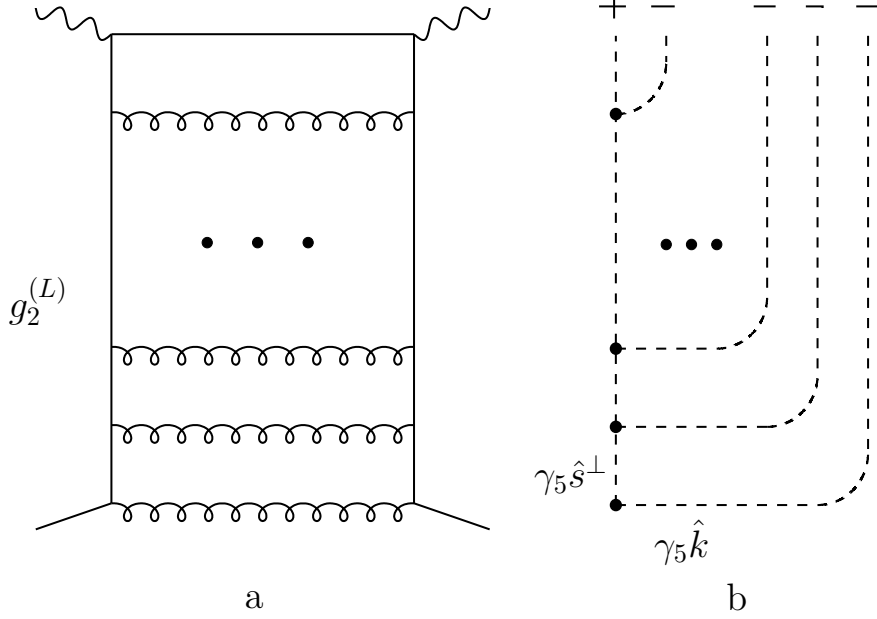 + — — — —
g_2^{(L)}
γ_5 ŝ^⊥
γ_5 k̂
a b